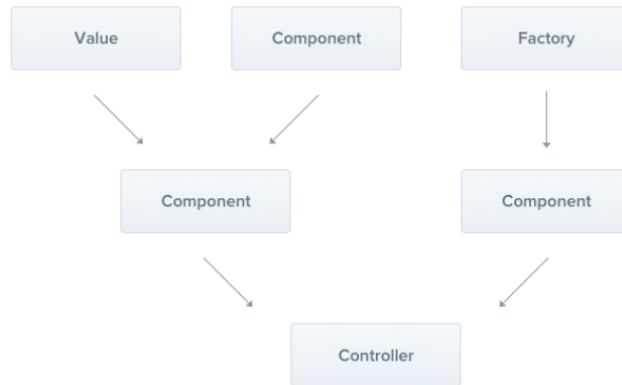 Value
Component
Factory
Component
Component
Controller